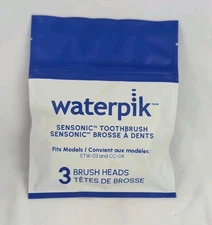 waterpik™
SENSONIC™ TOOTHBRUSH
SENSONIC™ BROSSE À DENTS
Fits Models / Convient aux modèles:
STW-03 and CC-04
3 BRUSH HEADS
TÊTES DE BROSSE